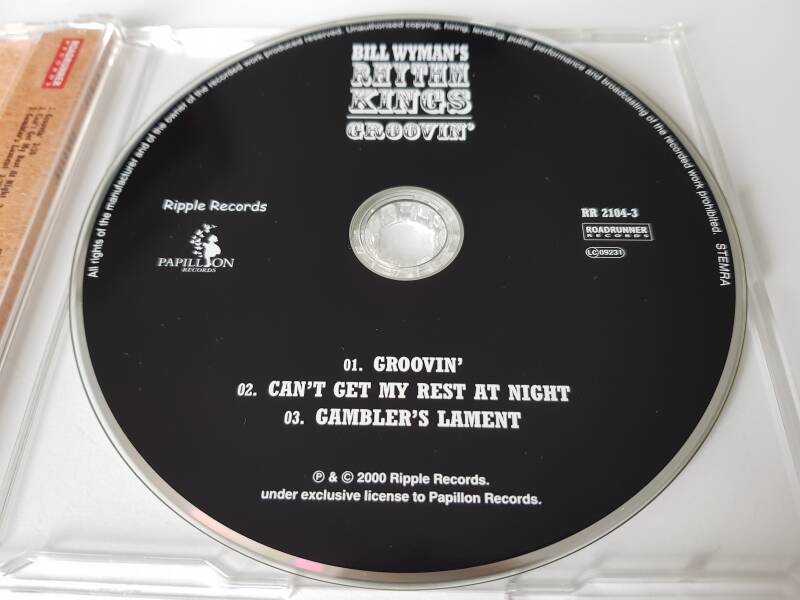 All rights of the manufacturer and of the owner of the recorded work produced reserved. Unauthorised copying, hiring, lending, public performance and broadcasting of the recorded work prohibited. STEMRA
BILL WYMAN'S
RHYTHM
KINGS
GROOVIN'
Ripple Records
PAPILLON
RECORDS
RR 2104-3
ROADRUNNER
RECORDS
LC 09231
01. GROOVIN'
02. CAN'T GET MY REST AT NIGHT
03. GAMBLER'S LAMENT
℗ & © 2000 Ripple Records.
under exclusive license to Papillon Records.
ROADRUNNER
RECORDS